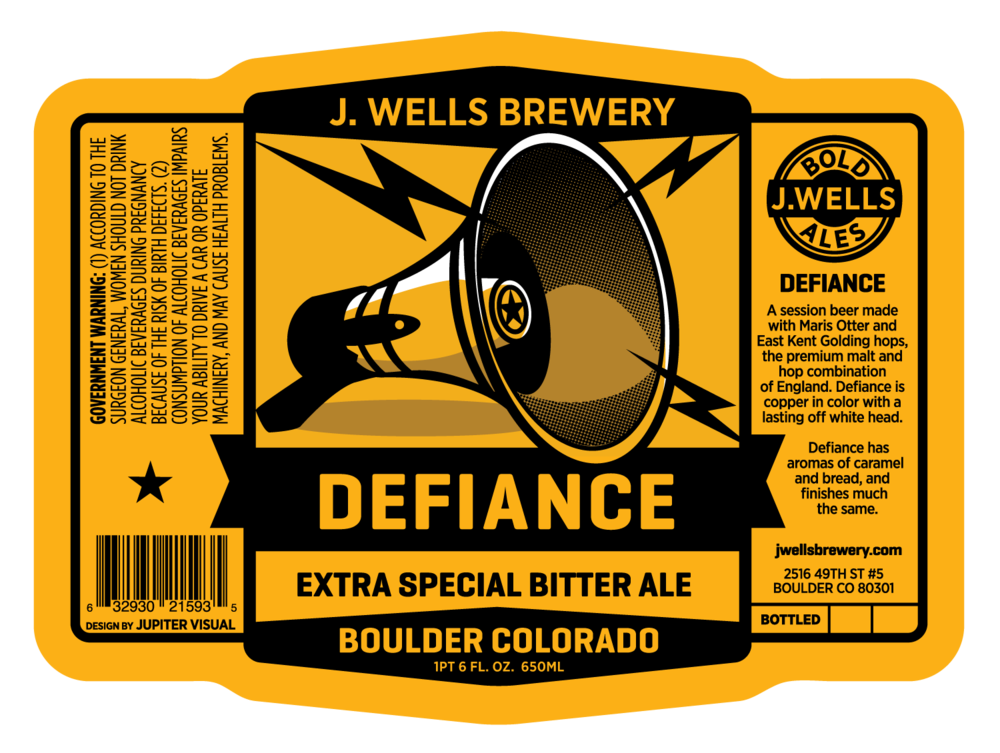 J. WELLS BREWERY
DEFIANCE
EXTRA SPECIAL BITTER ALE
BOULDER COLORADO
1PT 6 FL. OZ. 650ML
GOVERNMENT WARNING: (1) ACCORDING TO THE
SURGEON GENERAL, WOMEN SHOULD NOT DRINK
ALCOHOLIC BEVERAGES DURING PREGNANCY
BECAUSE OF THE RISK OF BIRTH DEFECTS. (2)
CONSUMPTION OF ALCOHOLIC BEVERAGES IMPAIRS
YOUR ABILITY TO DRIVE A CAR OR OPERATE
MACHINERY, AND MAY CAUSE HEALTH PROBLEMS.
6 32930 21593 5
DESIGN BY JUPITER VISUAL
BOLD
J.WELLS
ALES
DEFIANCE
A session beer made
with Maris Otter and
East Kent Golding hops,
the premium malt and
hop combination
of England. Defiance is
copper in color with a
lasting off white head.
Defiance has
aromas of caramel
and bread, and
finishes much
the same.
jwellsbrewery.com
2516 49TH ST #5
BOULDER CO 80301
BOTTLED